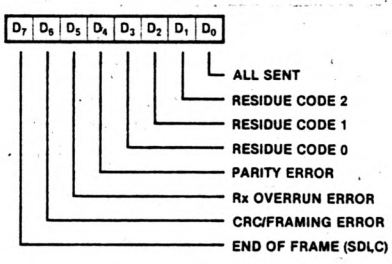 D7 D6 D5 D4 D3 D2 D1 D0
ALL SENT
RESIDUE CODE 2
RESIDUE CODE 1
RESIDUE CODE 0
PARITY ERROR
Rx OVERRUN ERROR
CRC/FRAMING ERROR
END OF FRAME (SDLC)